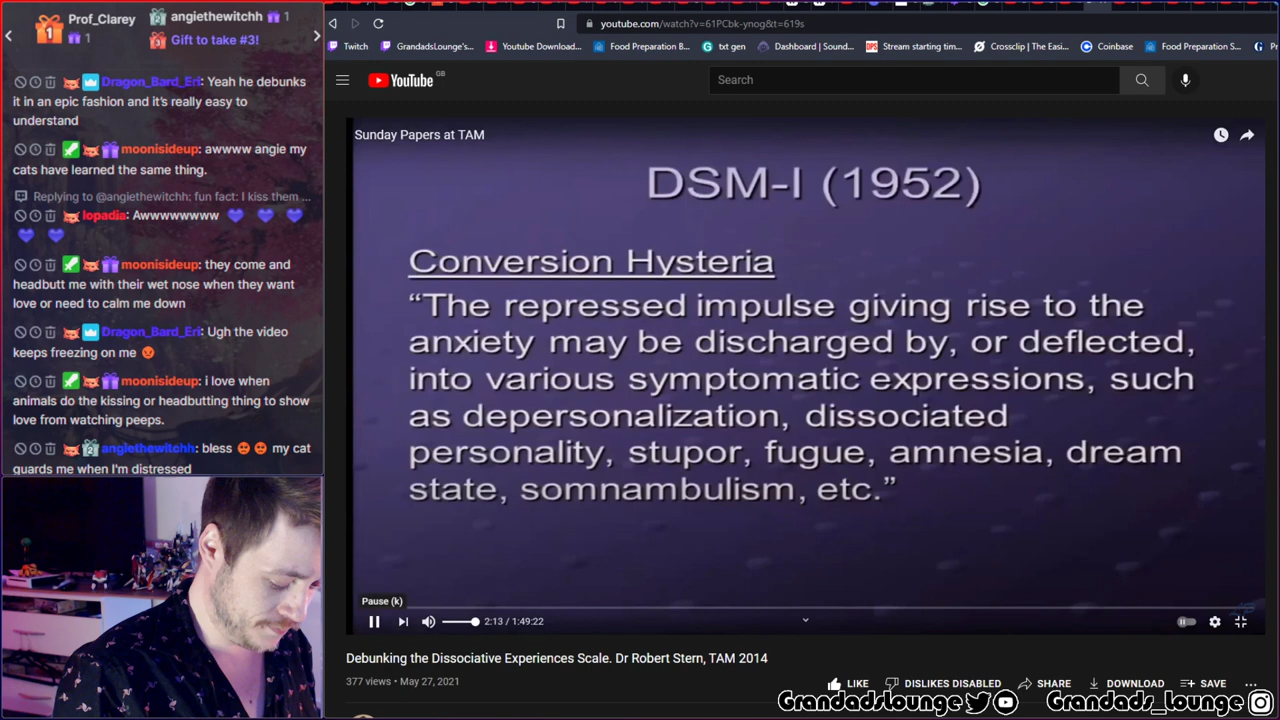 Prof_Clarey
1
angiethewitchh 1
Gift to take #3!
Dragon_Bard_Eri: Yeah he debunks
it in an epic fashion and it's really easy to
understand
moonisideup: awwww angie my
cats have learned the same thing.
Replying to @angiethewitchh: fun fact: I kiss them ...
lopadia: Awwwwwwww
moonisideup: they come and
headbutt me with their wet nose when they want
love or need to calm me down
Dragon_Bard_Eri: Ugh the video
keeps freezing on me
moonisideup: i love when
animals do the kissing or headbutting thing to show
love from watching peeps.
angiethewitchh: bless my cat
guards me when I'm distressed
youtube.com/watch?v=61PCbk-ynog&t=619s
Twitch
GrandadsLounge's...
Youtube Download...
Food Preparation B...
txt gen
Dashboard | Sound...
Stream starting tim...
Crossclip | The Easi...
Coinbase
Food Preparation S...
YouTube GB
Search
Sunday Papers at TAM
DSM-I (1952)
Conversion Hysteria
“The repressed impulse giving rise to the
anxiety may be discharged by, or deflected,
into various symptomatic expressions, such
as depersonalization, dissociated
personality, stupor, fugue, amnesia, dream
state, somnambulism, etc.”
Pause (k)
2:13 / 1:49:22
Debunking the Dissociative Experiences Scale. Dr Robert Stern, TAM 2014
377 views • May 27, 2021
LIKE
DISLIKES DISABLED
SHARE
DOWNLOAD
SAVE
GrandadsLounge
Grandads_lounge